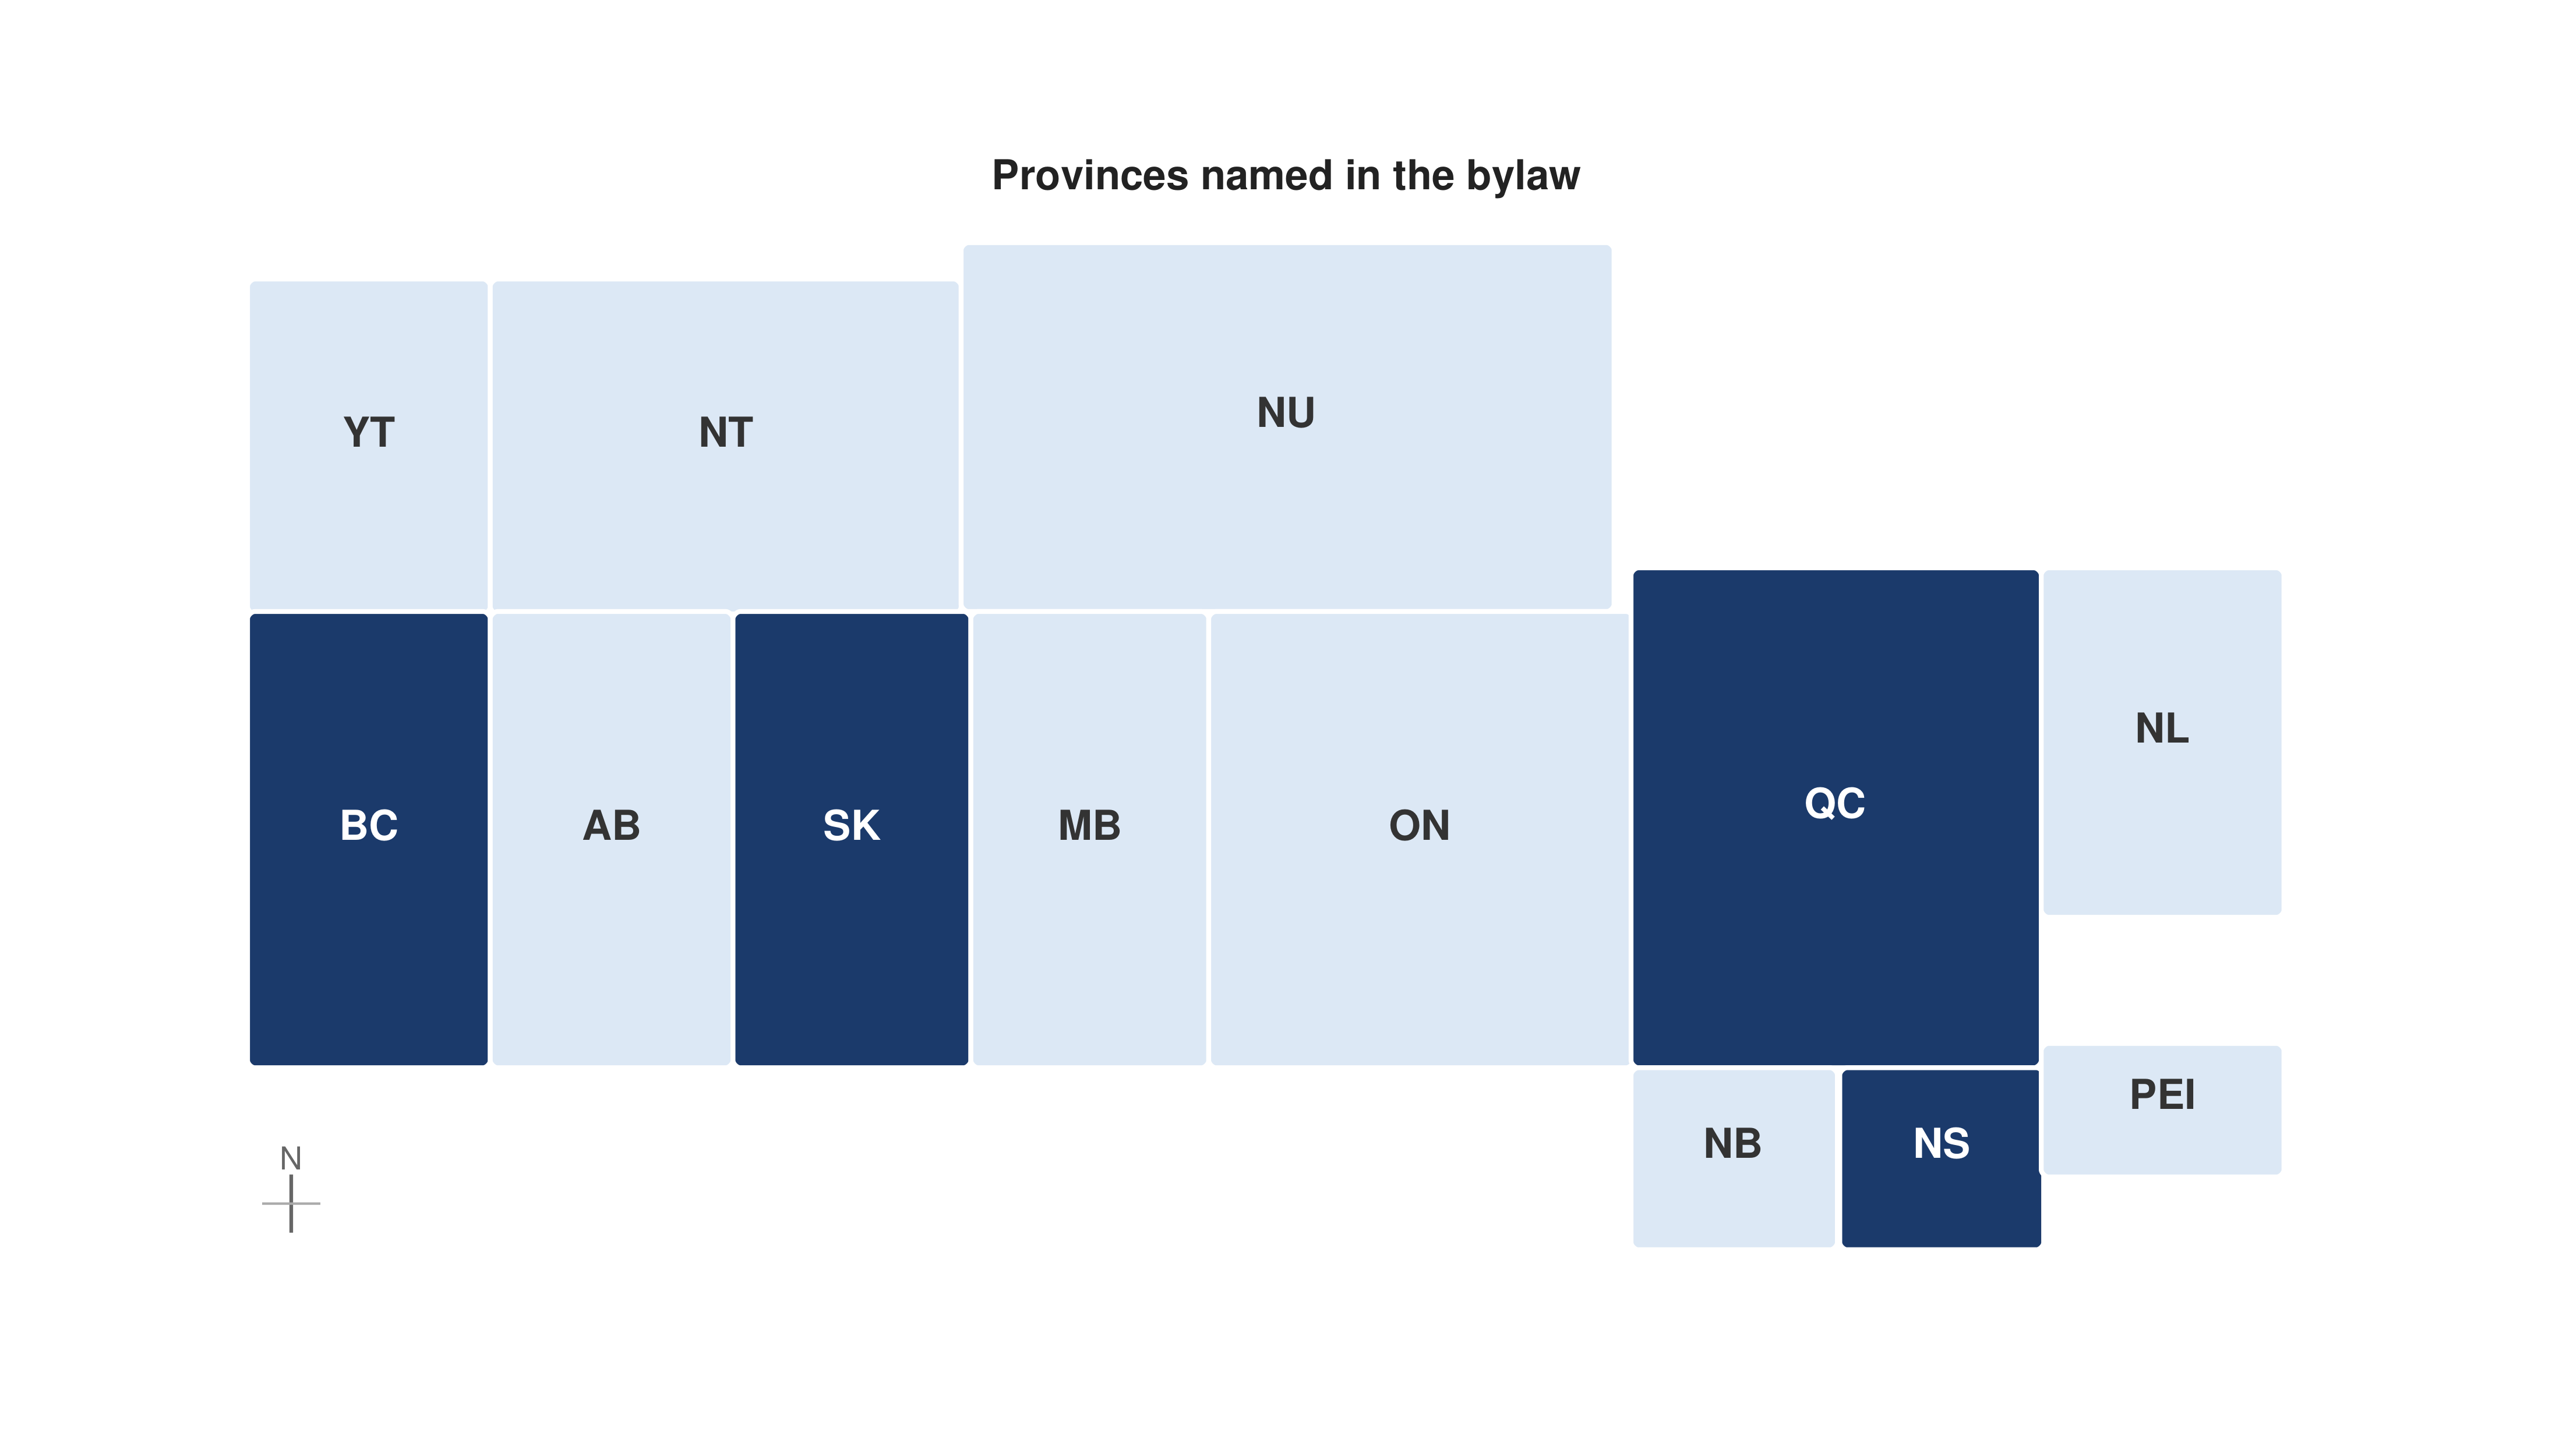 Provinces named in the bylaw
NU
YT
NT
QC
NL
BC
AB
SK
MB
ON
PEI
NB
NS
N